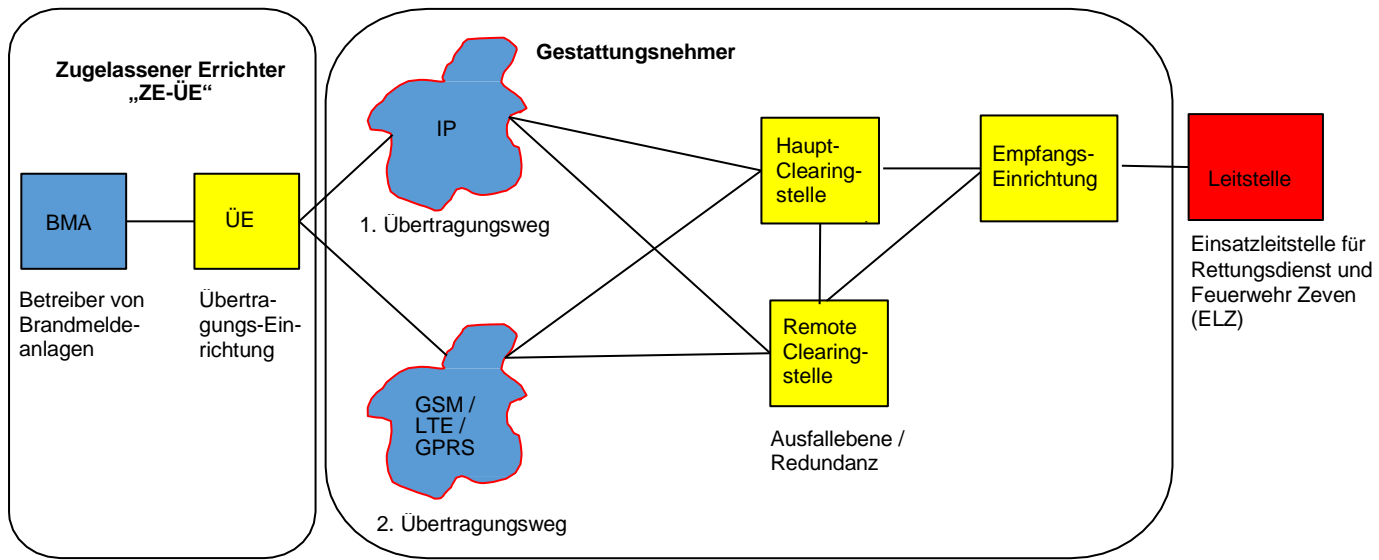 Zugelassener Errichter
„ZE-ÜE“
BMA
ÜE
Betreiber von
Brandmelde-
anlagen
Übertra-
gungs-Ein-
richtung
Gestattungsnehmer
IP
1. Übertragungsweg
GSM /
LTE /
GPRS
2. Übertragungsweg
Haupt-
Clearing-
stelle
Remote
Clearing-
stelle
Ausfallebene /
Redundanz
Empfangs-
Einrichtung
Leitstelle
Einsatzleitstelle für
Rettungsdienst und
Feuerwehr Zeven
(ELZ)